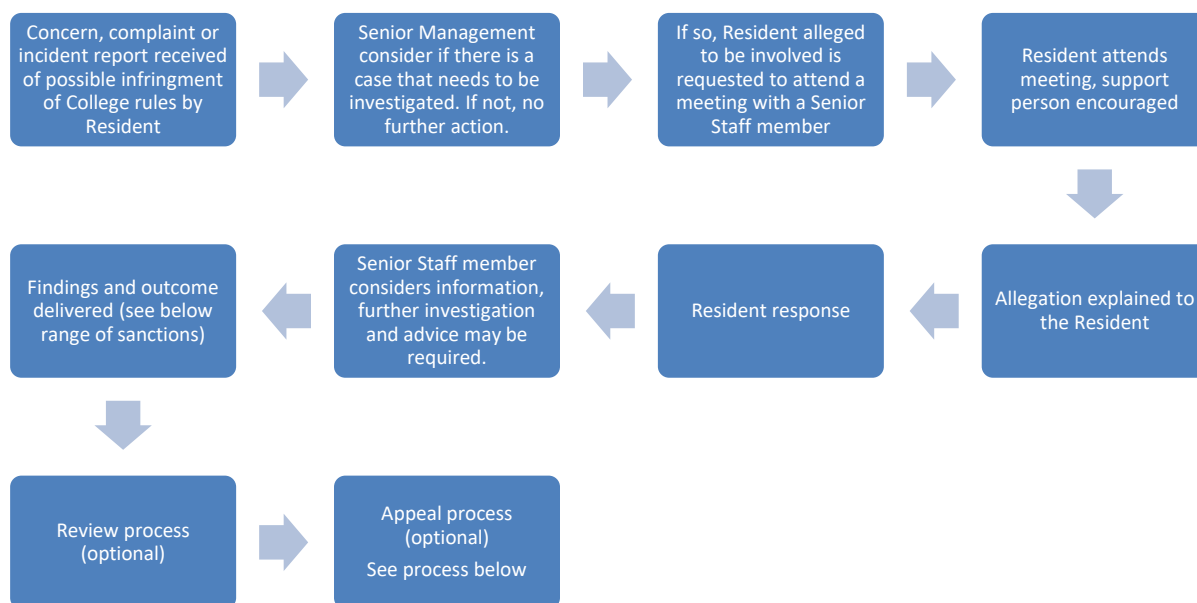 Concern, complaint or
incident report received
of possible infringment
of College rules by
Resident
Senior Management
consider if there is a
case that needs to be
investigated. If not, no
further action.
If so, Resident alleged
to be involved is
requested to attend a
meeting with a Senior
Staff member
Resident attends
meeting, support
person encouraged
Allegation explained to
the Resident
Resident response
Senior Staff member
considers information,
further investigation
and advice may be
required.
Findings and outcome
delivered (see below
range of sanctions)
Review process
(optional)
Appeal process
(optional)
See process below